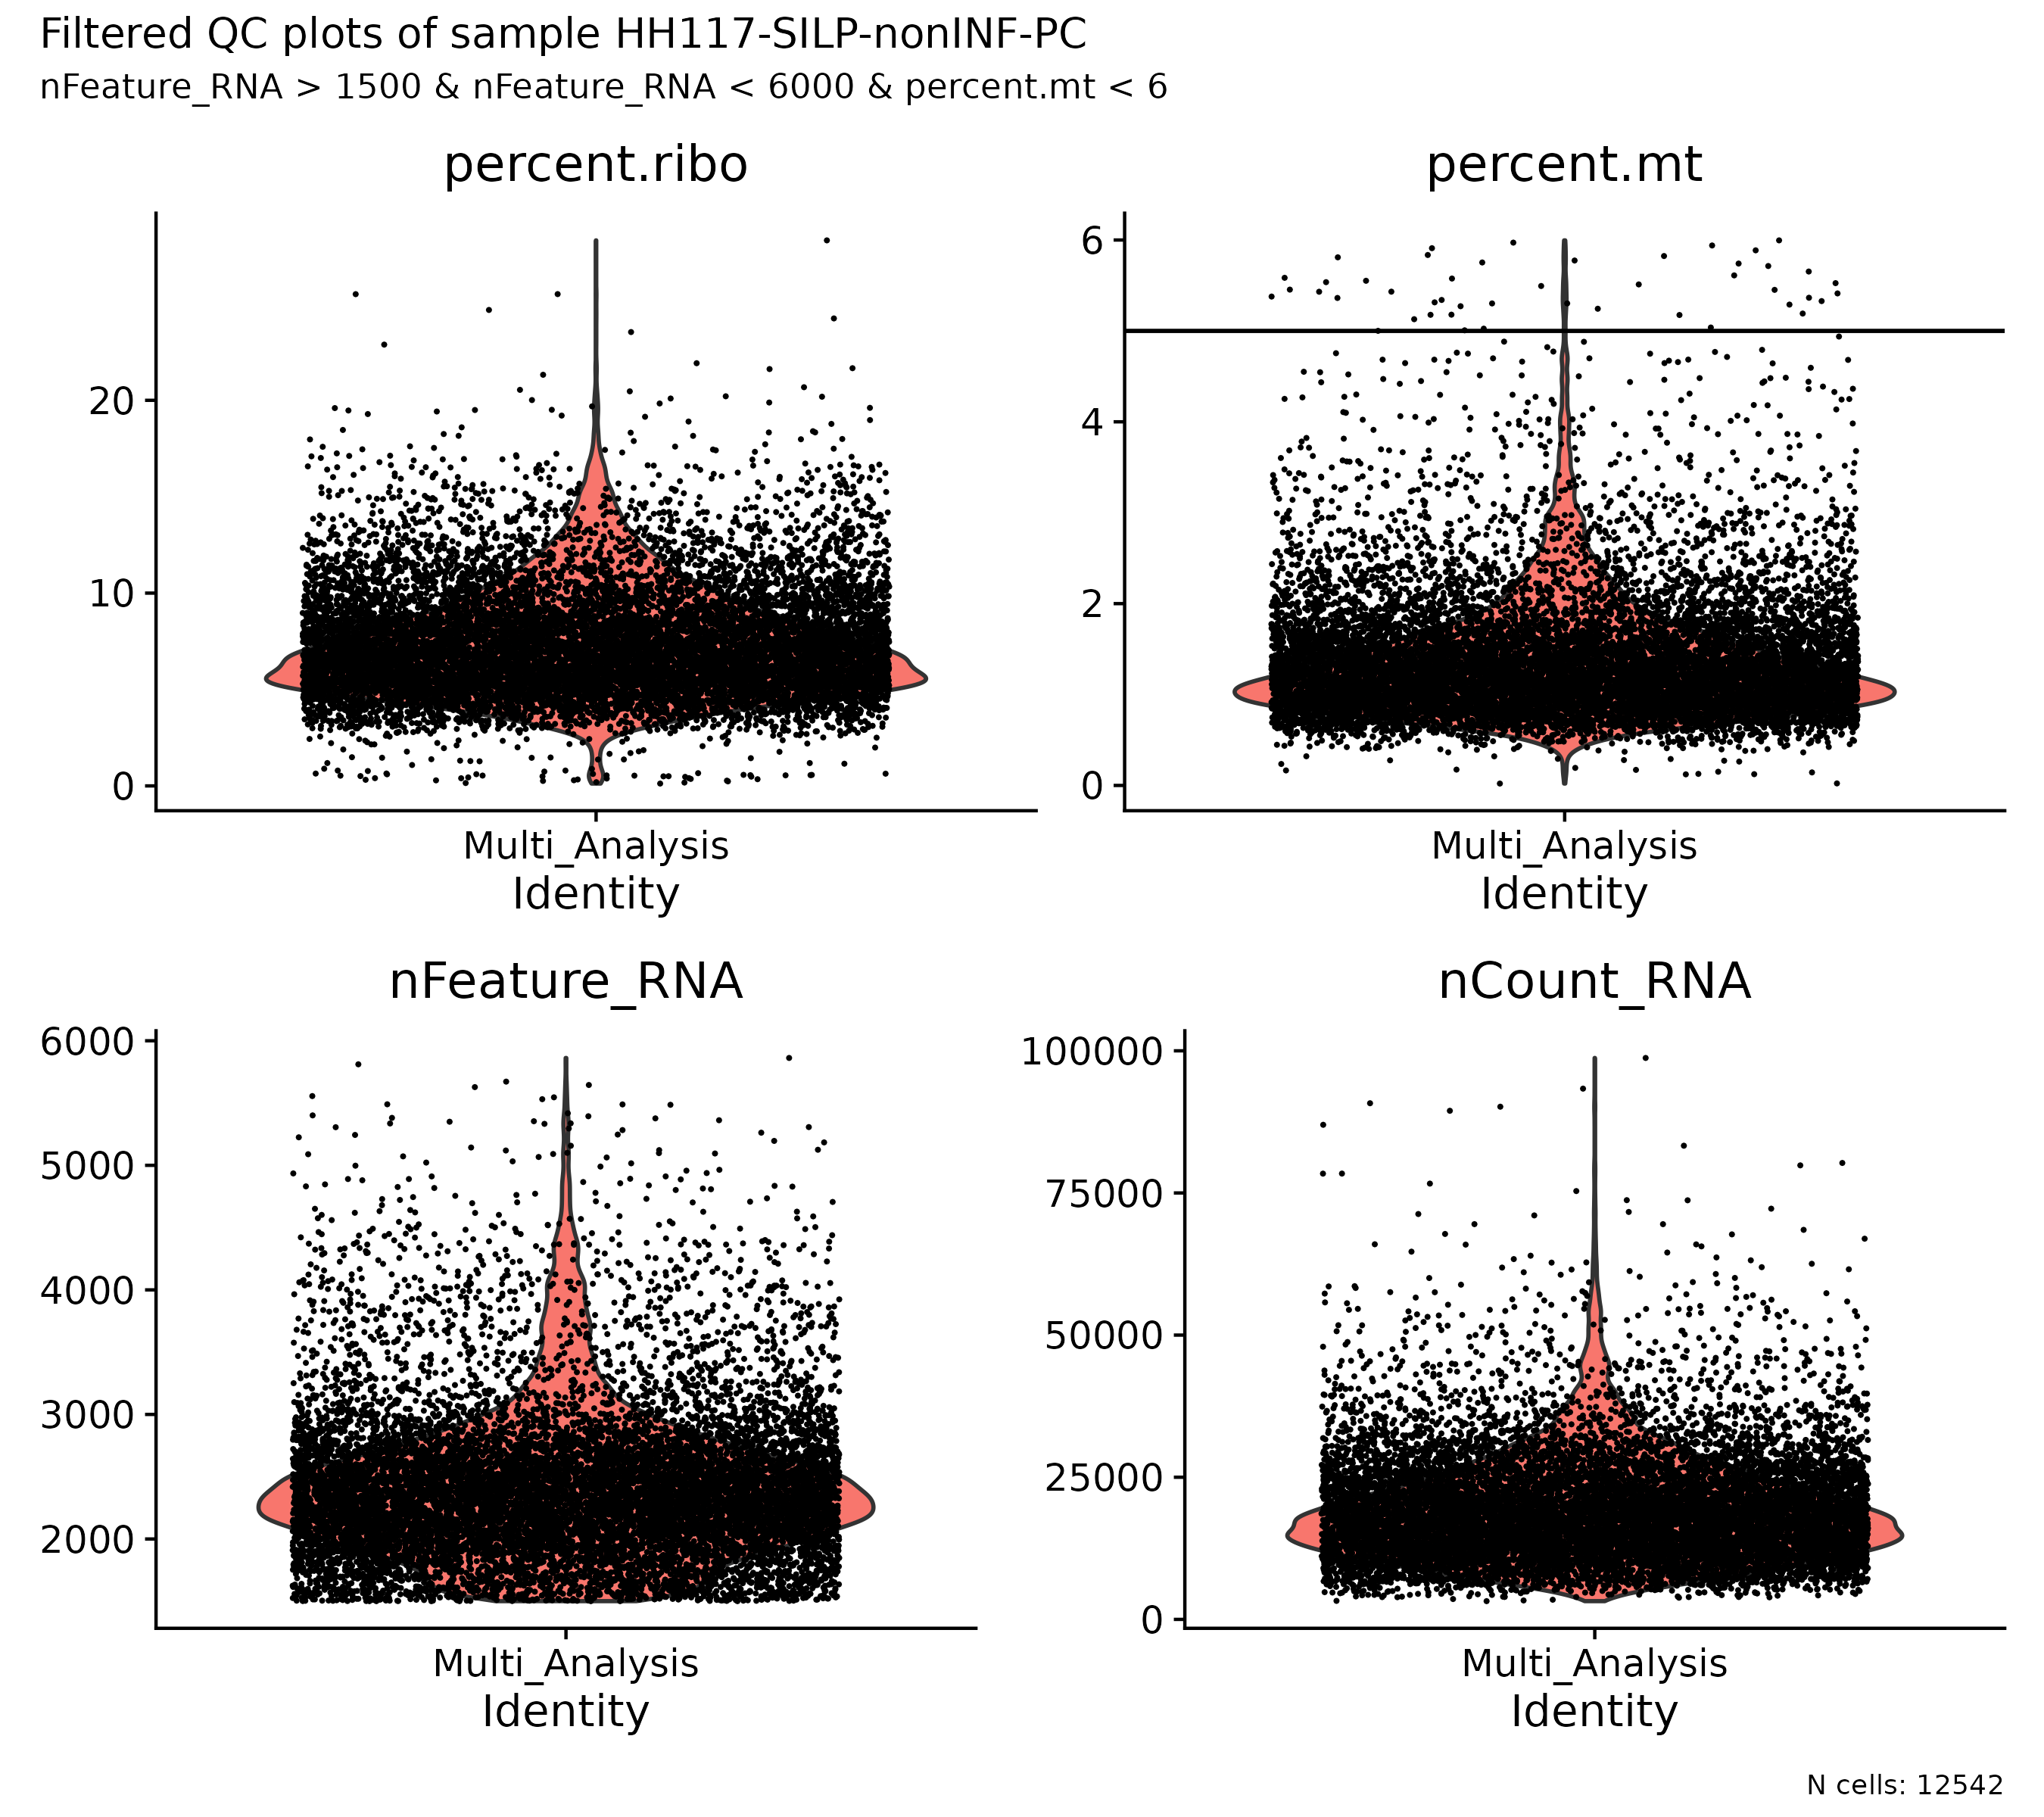 Filtered QC plots of sample HH117-SILP-nonINF-PC
nFeature_RNA > 1500 & nFeature_RNA < 6000 & percent.mt < 6
percent.ribo
20
10
0
Multi_Analysis
Identity
percent.mt
6
4
2
0
Multi_Analysis
Identity
nFeature_RNA
6000
5000
4000
3000
2000
Multi_Analysis
Identity
nCount_RNA
100000
75000
50000
25000
0
Multi_Analysis
Identity
N cells: 12542